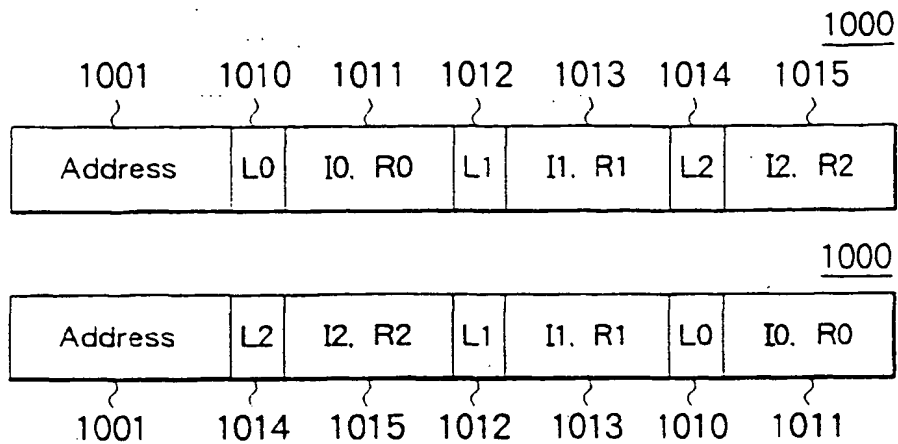 1000
1001 1010 1011 1012 1013 1014 1015
Address L0 I0. R0 L1 I1. R1 L2 I2. R2
1000
Address L2 I2. R2 L1 I1. R1 L0 I0. R0
1001 1014 1015 1012 1013 1010 1011